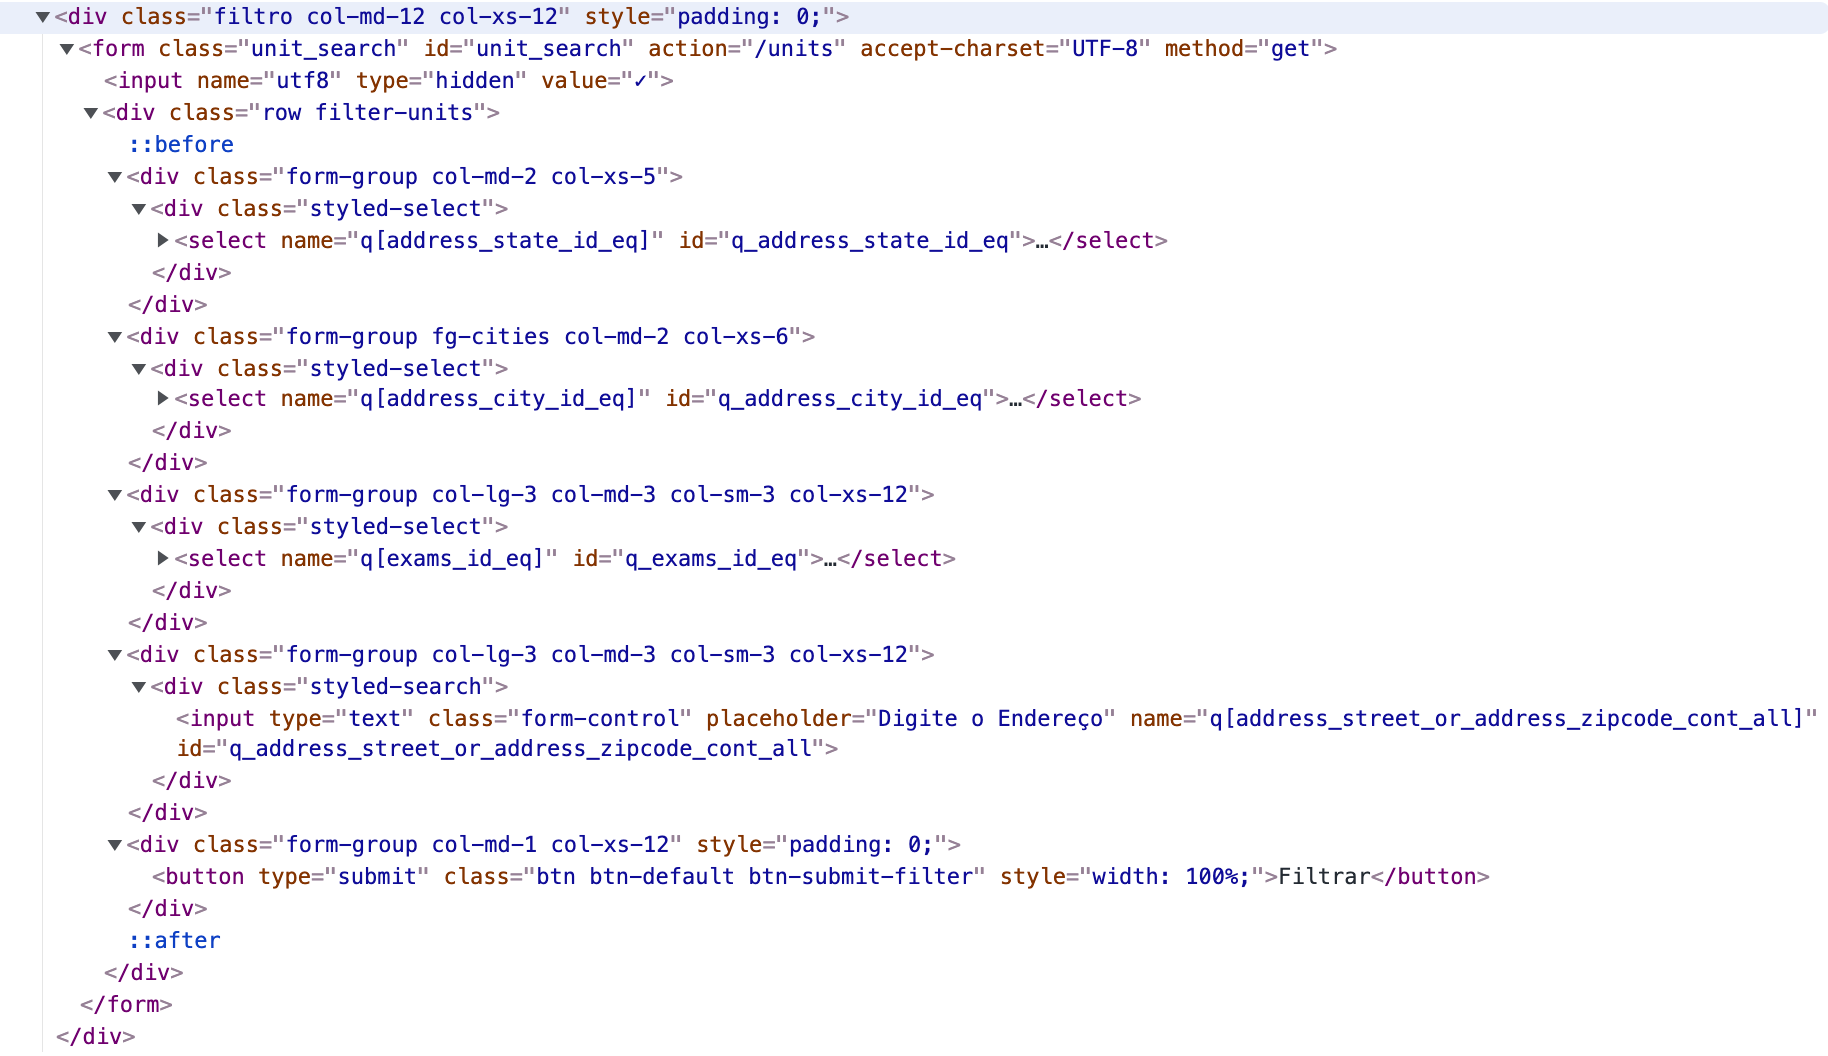 ▼<div class="filtro col-md-12 col-xs-12" style="padding: 0;">
▼<form class="unit_search" id="unit_search" action="/units" accept-charset="UTF-8" method="get">
<input name="utf8" type="hidden" value="✓">
▼<div class="row filter-units">
::before
▼<div class="form-group col-md-2 col-xs-5">
▼<div class="styled-select">
▶<select name="q[address_state_id_eq]" id="q_address_state_id_eq">…</select>
</div>
</div>
▼<div class="form-group fg-cities col-md-2 col-xs-6">
▼<div class="styled-select">
▶<select name="q[address_city_id_eq]" id="q_address_city_id_eq">…</select>
</div>
</div>
▼<div class="form-group col-lg-3 col-md-3 col-sm-3 col-xs-12">
▼<div class="styled-select">
▶<select name="q[exams_id_eq]" id="q_exams_id_eq">…</select>
</div>
</div>
▼<div class="form-group col-lg-3 col-md-3 col-sm-3 col-xs-12">
▼<div class="styled-search">
<input type="text" class="form-control" placeholder="Digite o Endereço" name="q[address_street_or_address_zipcode_cont_all]"
id="q_address_street_or_address_zipcode_cont_all">
</div>
</div>
▼<div class="form-group col-md-1 col-xs-12" style="padding: 0;">
<button type="submit" class="btn btn-default btn-submit-filter" style="width: 100%;">Filtrar</button>
</div>
::after
</div>
</form>
</div>